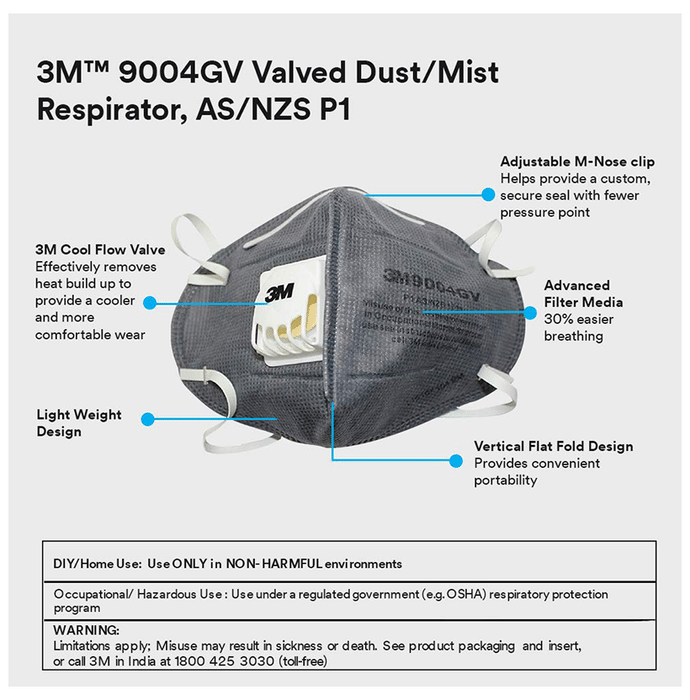 3M™ 9004GV Valved Dust/Mist
Respirator, AS/NZS P1
Adjustable M-Nose clip
Helps provide a custom,
secure seal with fewer
pressure point
3M Cool Flow Valve
Effectively removes
heat build up to
provide a cooler
and more
comfortable wear
3M
3M9004GV
Advanced
Filter Media
30% easier
breathing
Light Weight
Design
Vertical Flat Fold Design
Provides convenient
portability
DIY/Home Use: Use ONLY in NON-HARMFUL environments
Occupational/ Hazardous Use : Use under a regulated government (e.g. OSHA) respiratory protection
program
WARNING:
Limitations apply; Misuse may result in sickness or death. See product packaging and insert,
or call 3M in India at 1800 425 3030 (toll-free)